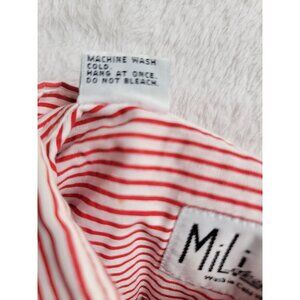 MACHINE WASH
COLD.
HANG AT ONCE.
DO NOT BLEACH.
MiLi